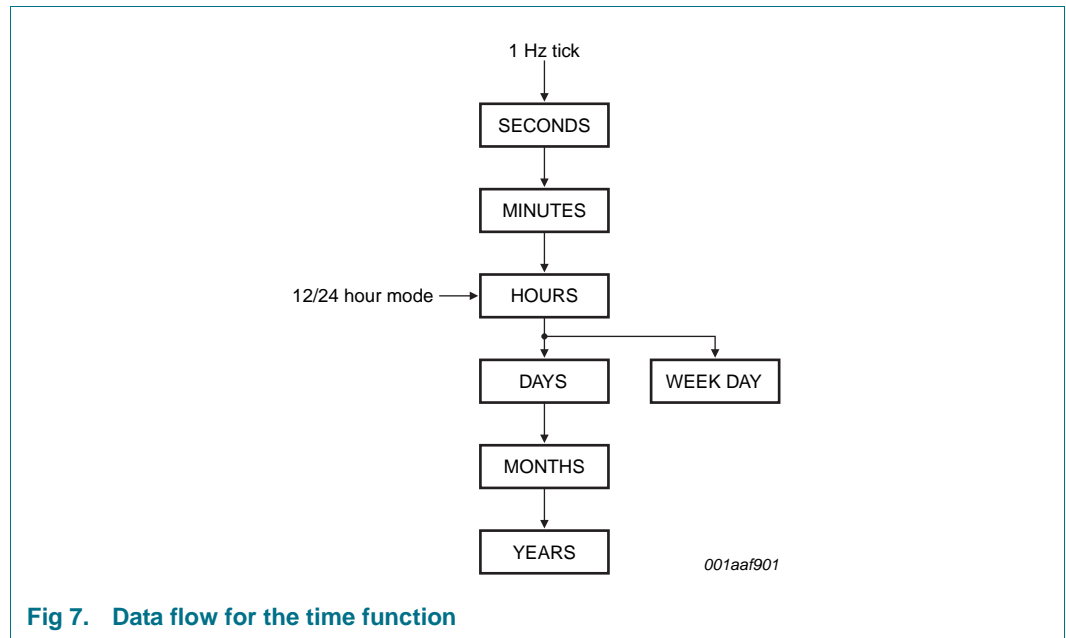 1 Hz tick
SECONDS
MINUTES
12/24 hour mode
HOURS
DAYS
WEEK DAY
MONTHS
YEARS
001aaf901
Fig 7. Data flow for the time function